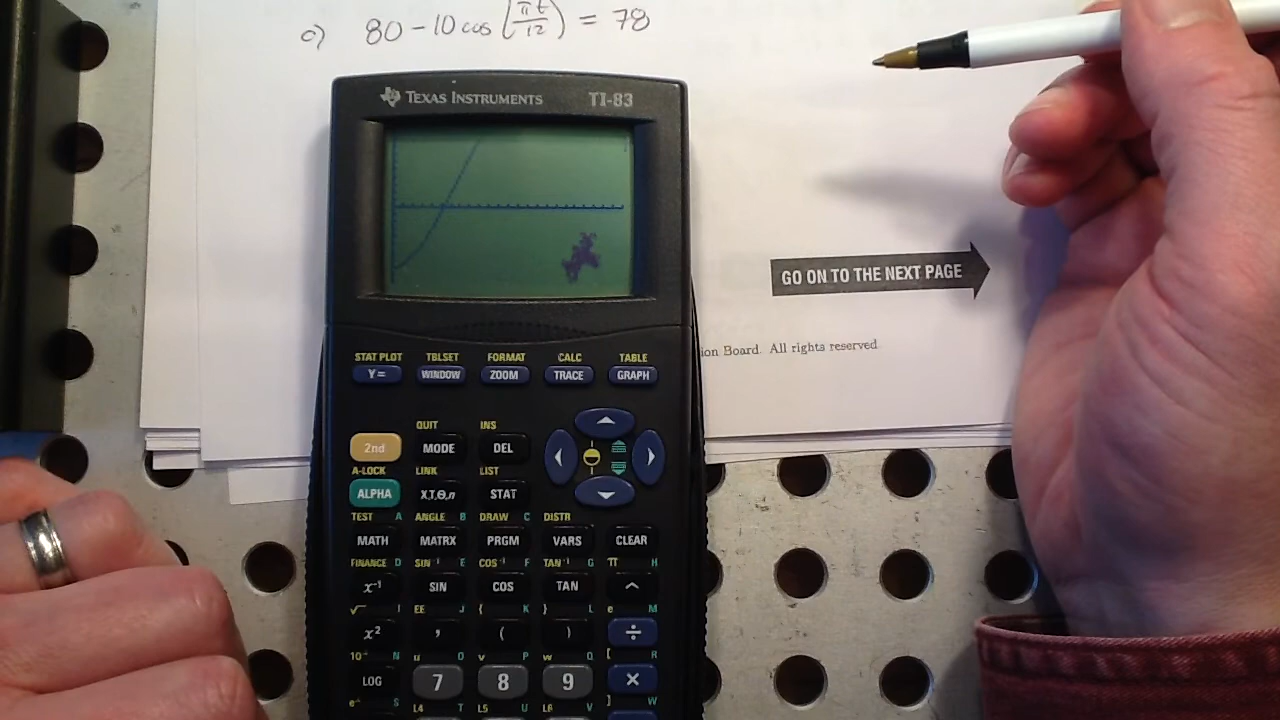 c) 80 - 10 cos (πt/12) = 78
TEXAS INSTRUMENTS TI-83
GO ON TO THE NEXT PAGE
ion Board. All rights reserved.
STAT PLOT TBLSET FORMAT CALC TABLE
Y= WINDOW ZOOM TRACE GRAPH
QUIT INS
2nd MODE DEL
A-LOCK LINK LIST
ALPHA X,T,θ,n STAT
TEST A ANGLE B DRAW C DISTR
MATH MATRX PRGM VARS CLEAR
FINANCE D SIN⁻¹ E COS⁻¹ F TAN⁻¹ G π H
x⁻¹ SIN COS TAN ^
√ I EE J { K } L e M
x² , ( ) ÷
10ˣ N u O v P w Q [ R
LOG 7 8 9 ×
eˣ S L4 T L5 U L6 V ] W